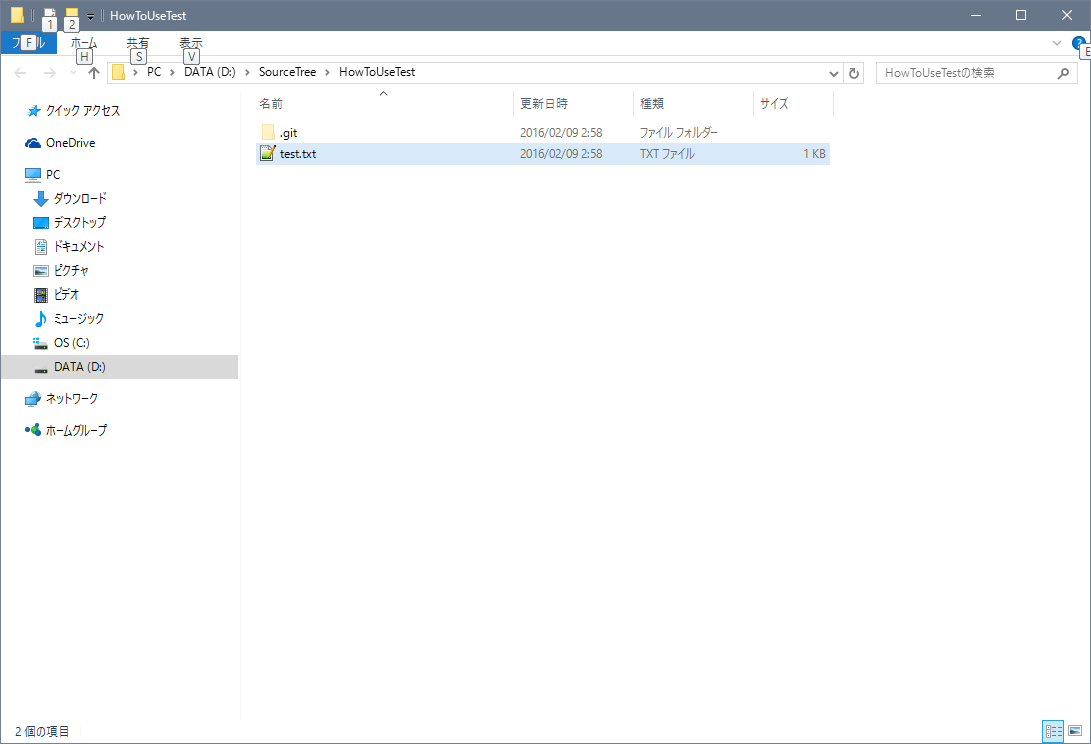 HowToUseTest
1 2
ファイル ホーム 共有 表示
F H S V E
PC DATA (D:) SourceTree HowToUseTest HowToUseTestの検索
名前 更新日時 種類 サイズ
.git 2016/02/09 2:58 ファイル フォルダー
test.txt 2016/02/09 2:58 TXT ファイル 1 KB
クイック アクセス
OneDrive
PC
ダウンロード
デスクトップ
ドキュメント
ピクチャ
ビデオ
ミュージック
OS (C:)
DATA (D:)
ネットワーク
ホームグループ
2 個の項目